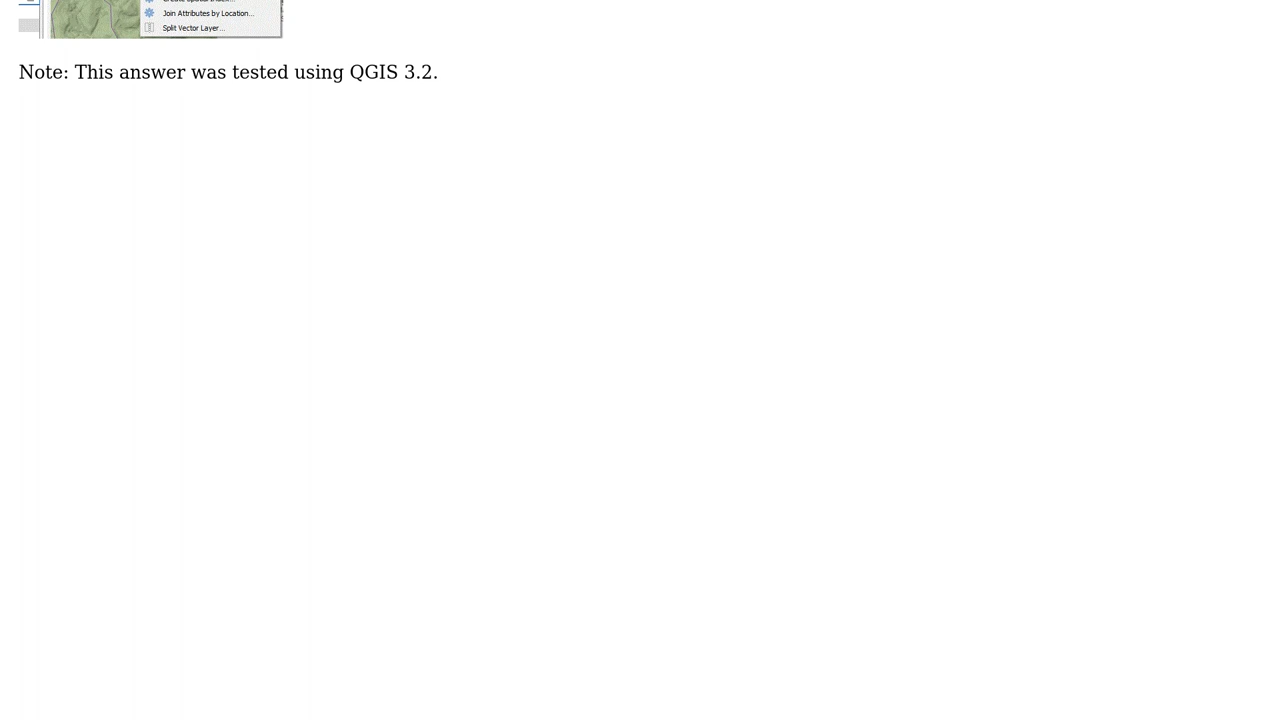 Join Attributes by Location...
Split Vector Layer...
Note: This answer was tested using QGIS 3.2.